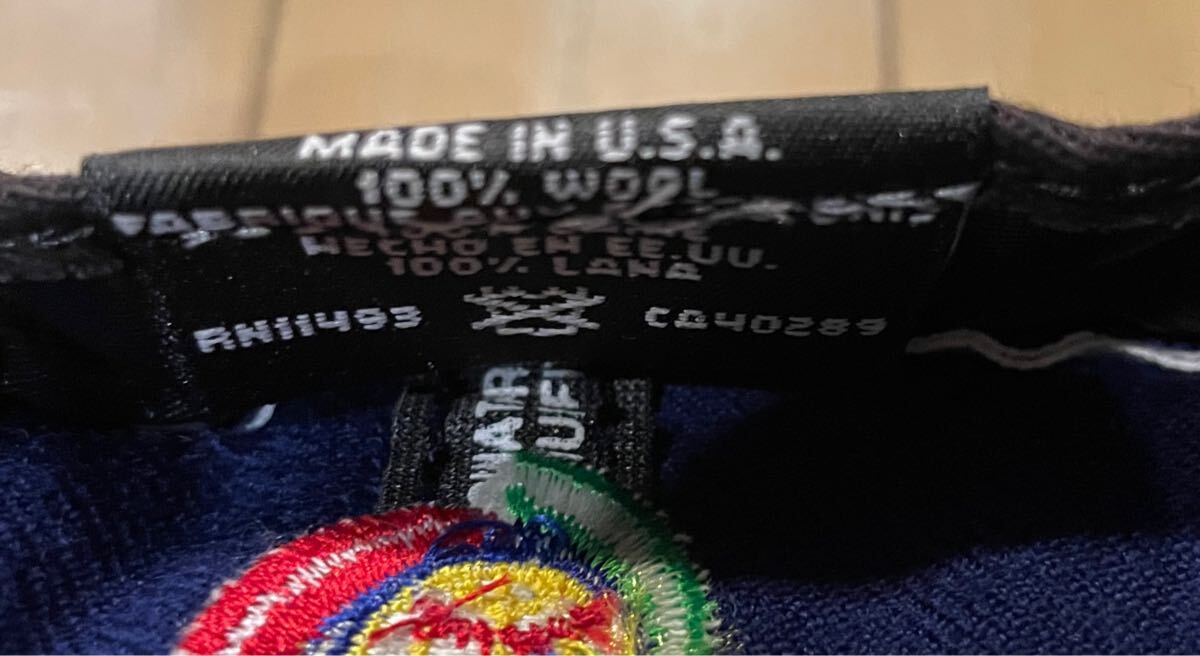 MADE IN U.S.A.
100% WOOL
HECHO EN EE.UU.
100% LANA
RN11493 CA40289